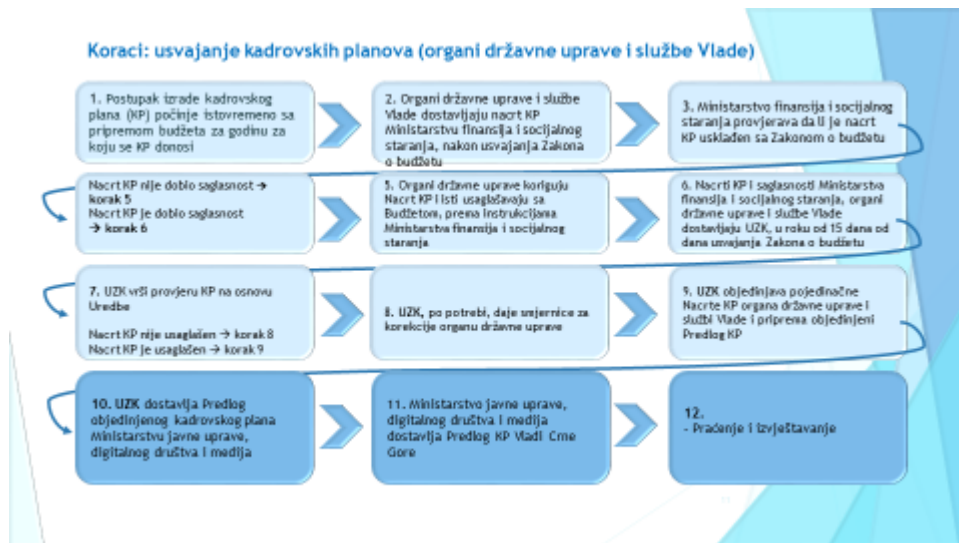 Koraci: usvajanje kadrovskih planova (organi državne uprave i službe Vlade)
1. Postupak izrade kadrovskog
plana (KP) počinje istovremeno sa
pripremom budžeta za godinu za
koju se KP donosi
2. Organi državne uprave i službe
Vlade dostavljaju nacrt KP
Ministarstvu finansija i socijalnog
staranja, nakon usvajanja Zakona
o budžetu
3. Ministarstvo finansija i socijalnog
staranja provjerava da li je nacrt
KP usklađen sa Zakonom o budžetu
Nacrt KP nije dobio saglasnost →
korak 5
Nacrt KP je dobio saglasnost
→ korak 6
5. Organi državne uprave koriguju
Nacrt KP i isti usaglašavaju sa
Budžetom, prema instrukcijama
Ministarstva finansija i socijalnog
staranja
6. Nacrti KP i saglasnosti Ministarstva
finansija i socijalnog staranja, organi
državne uprave i službe Vlade
dostavljaju UZK, u roku od 15 dana od
dana usvajanja Zakona o budžetu
7. UZK vrši provjeru KP na osnovu
Uredbe
Nacrt KP nije usaglašen → korak 8
Nacrt KP je usaglašen → korak 9
8. UZK, po potrebi, daje smjernice za
korekcije organu državne uprave
9. UZK objedinjava pojedinačne
Nacrte KP organa državne uprave i
službi Vlade i priprema objedinjeni
Predlog KP
10. UZK dostavlja Predlog
objedinjenog kadrovskog plana
Ministarstvu javne uprave,
digitalnog društva i medija
11. Ministarstvo javne uprave,
digitalnog društva i medija
dostavlja Predlog KP Vladi Crne
Gore
12.
- Praćenje i izvještavanje